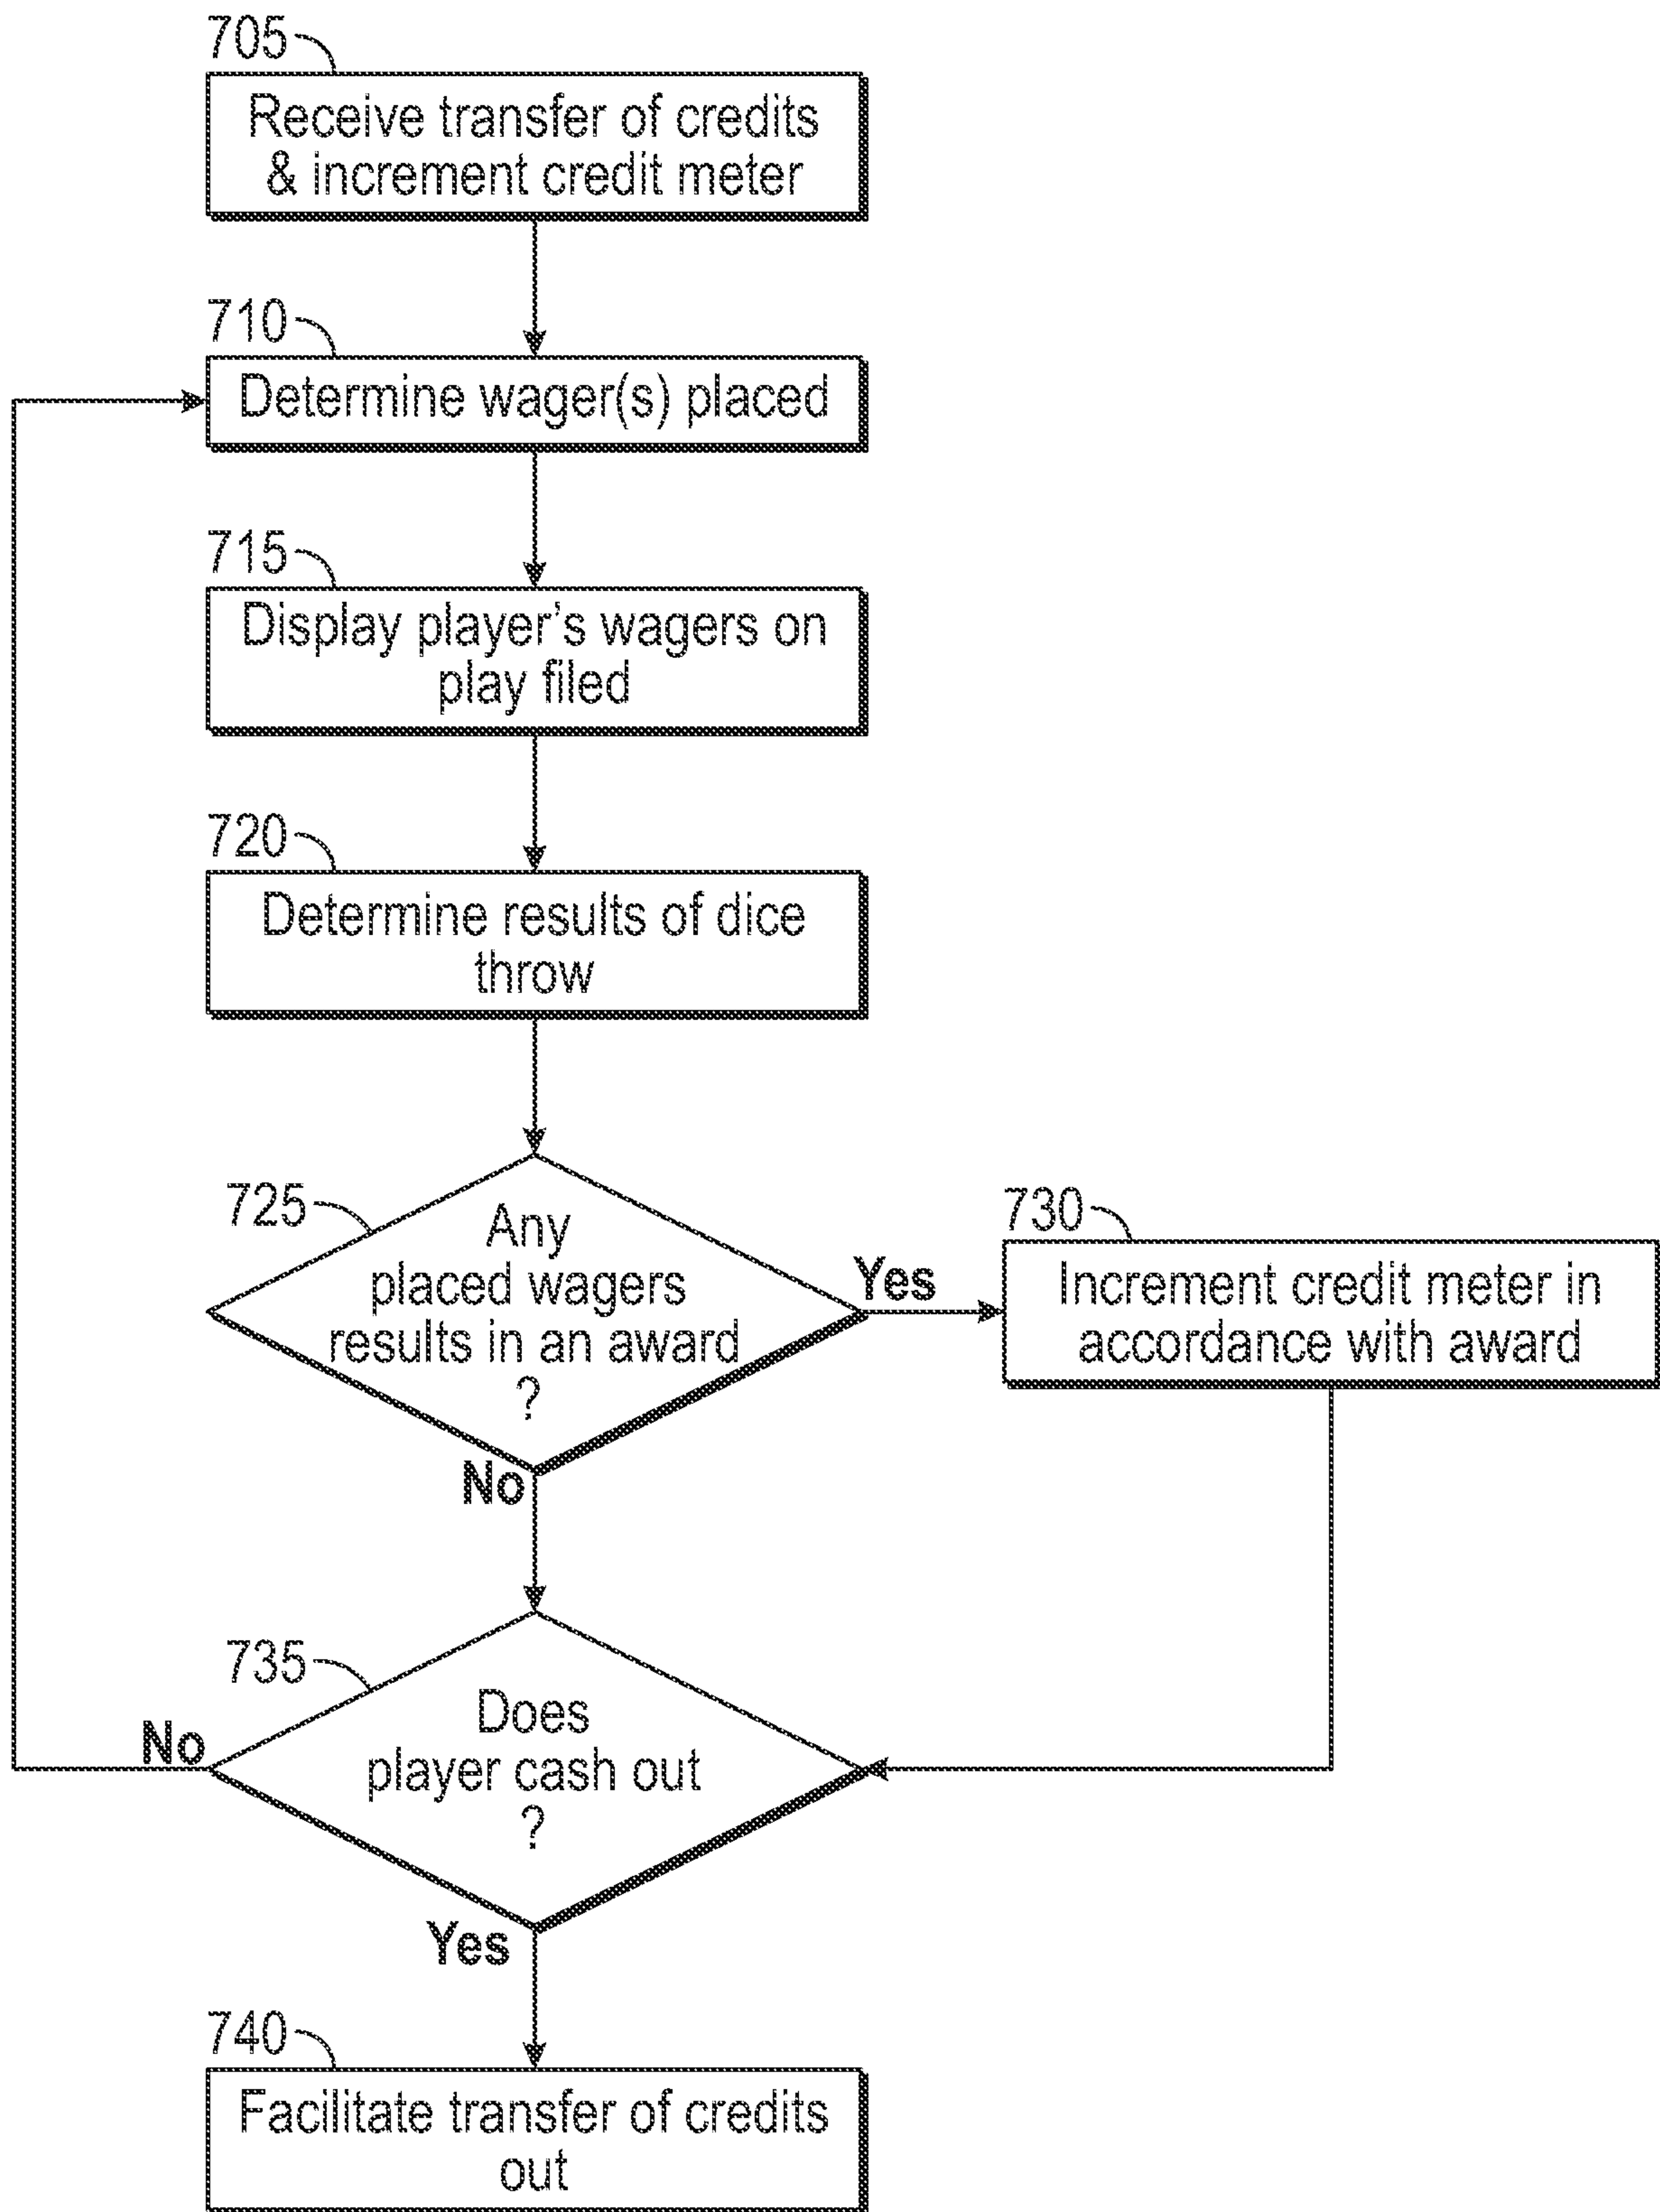 705
Receive transfer of credits
& increment credit meter
710
Determine wager(s) placed
715
Display player's wagers on
play filed
720
Determine results of dice
throw
725
Any
placed wagers
results in an award
?
Yes
730
Increment credit meter in
accordance with award
No
735
Does
player cash out
?
No
Yes
740
Facilitate transfer of credits
out